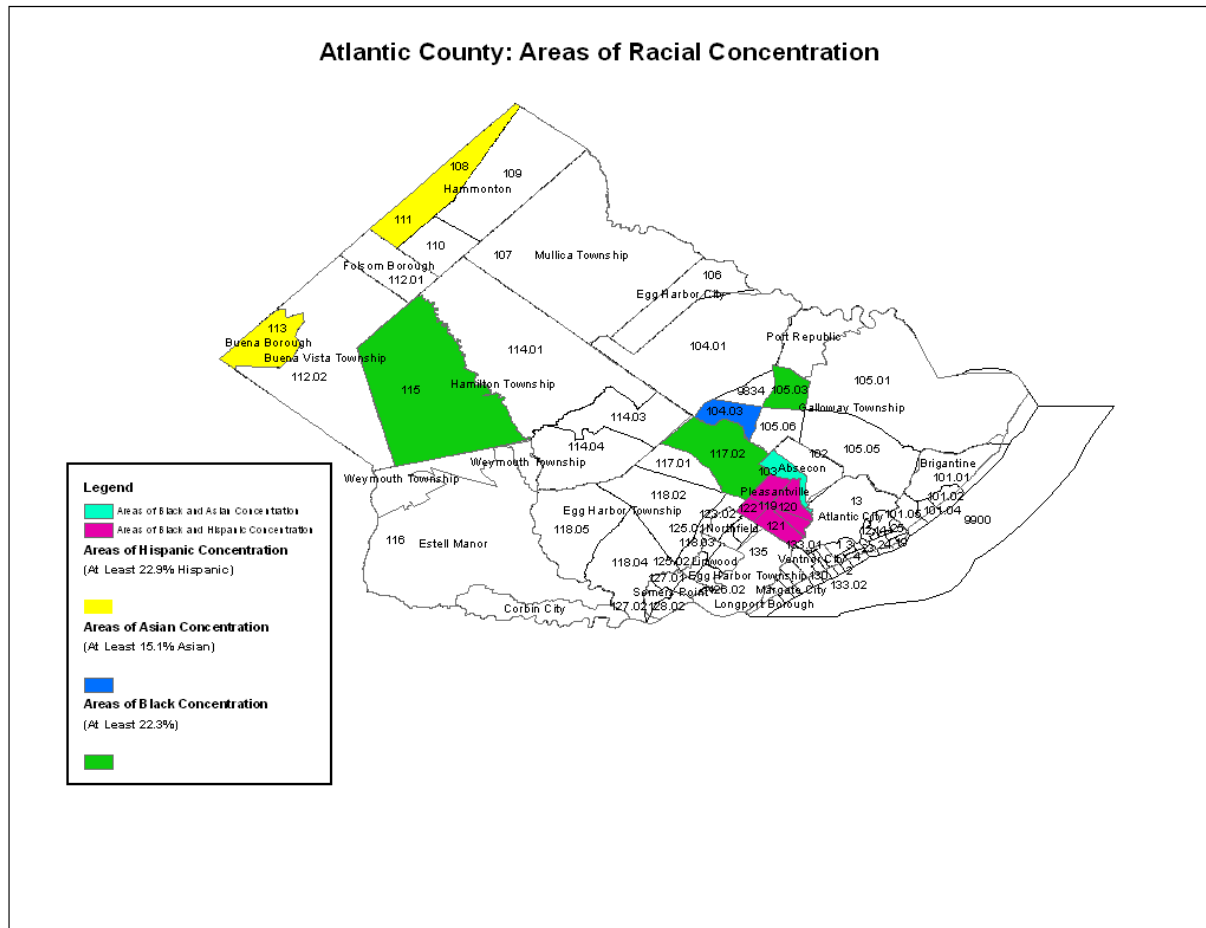 Atlantic County: Areas of Racial Concentration
108
109
Hammonton
111
110
107
Mullica Township
Folsom Borough
112.01
106
Egg Harbor City
113
Buena Borough
Buena Vista Township
112.02
114.01
104.01
Port Republic
105.01
115
Hamilton Township
9834
105.03
Galloway Township
104.03
105.06
114.03
114.04
117.02
105.05
117.01
102
Absecon
103
Brigantine
101.01
Weymouth Township
Weymouth Township
118.02
Pleasantville
122
119
120
13
101.02
101.04
Egg Harbor Township
Atlantic City
101.05
9900
118.05
125.01
Northfield
121
116
Estell Manor
118.03
135
133.01
118.04
125.02
Linwood
Ventnor City
127.01
Egg Harbor Township
130
133.02
Somers Point
126.02
Margate City
Corbin City
127.02
128.02
Longport Borough
Legend
Areas of Black and Asian Concentration
Areas of Black and Hispanic Concentration
Areas of Hispanic Concentration
(At Least 22.9% Hispanic)
Areas of Asian Concentration
(At Least 15.1% Asian)
Areas of Black Concentration
(At Least 22.3%)